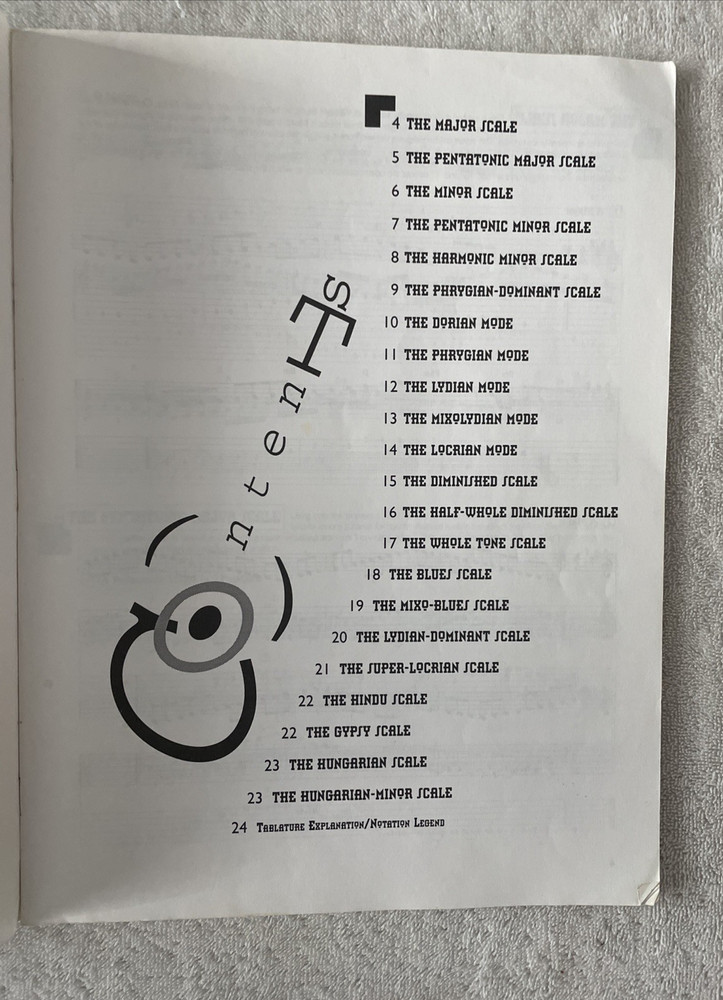 Contents
4 THE MAJOR SCALE
5 THE PENTATONIC MAJOR SCALE
6 THE MINOR SCALE
7 THE PENTATONIC MINOR SCALE
8 THE HARMONIC MINOR SCALE
9 THE PHRYGIAN-DOMINANT SCALE
10 THE DORIAN MODE
11 THE PHRYGIAN MODE
12 THE LYDIAN MODE
13 THE MIXOLYDIAN MODE
14 THE LOCRIAN MODE
15 THE DIMINISHED SCALE
16 THE HALF-WHOLE DIMINISHED SCALE
17 THE WHOLE TONE SCALE
18 THE BLUES SCALE
19 THE MIXO-BLUES SCALE
20 THE LYDIAN-DOMINANT SCALE
21 THE SUPER-LOCRIAN SCALE
22 THE HINDU SCALE
22 THE GYPSY SCALE
23 THE HUNGARIAN SCALE
23 THE HUNGARIAN-MINOR SCALE
24 TABLATURE EXPLANATION/NOTATION LEGEND